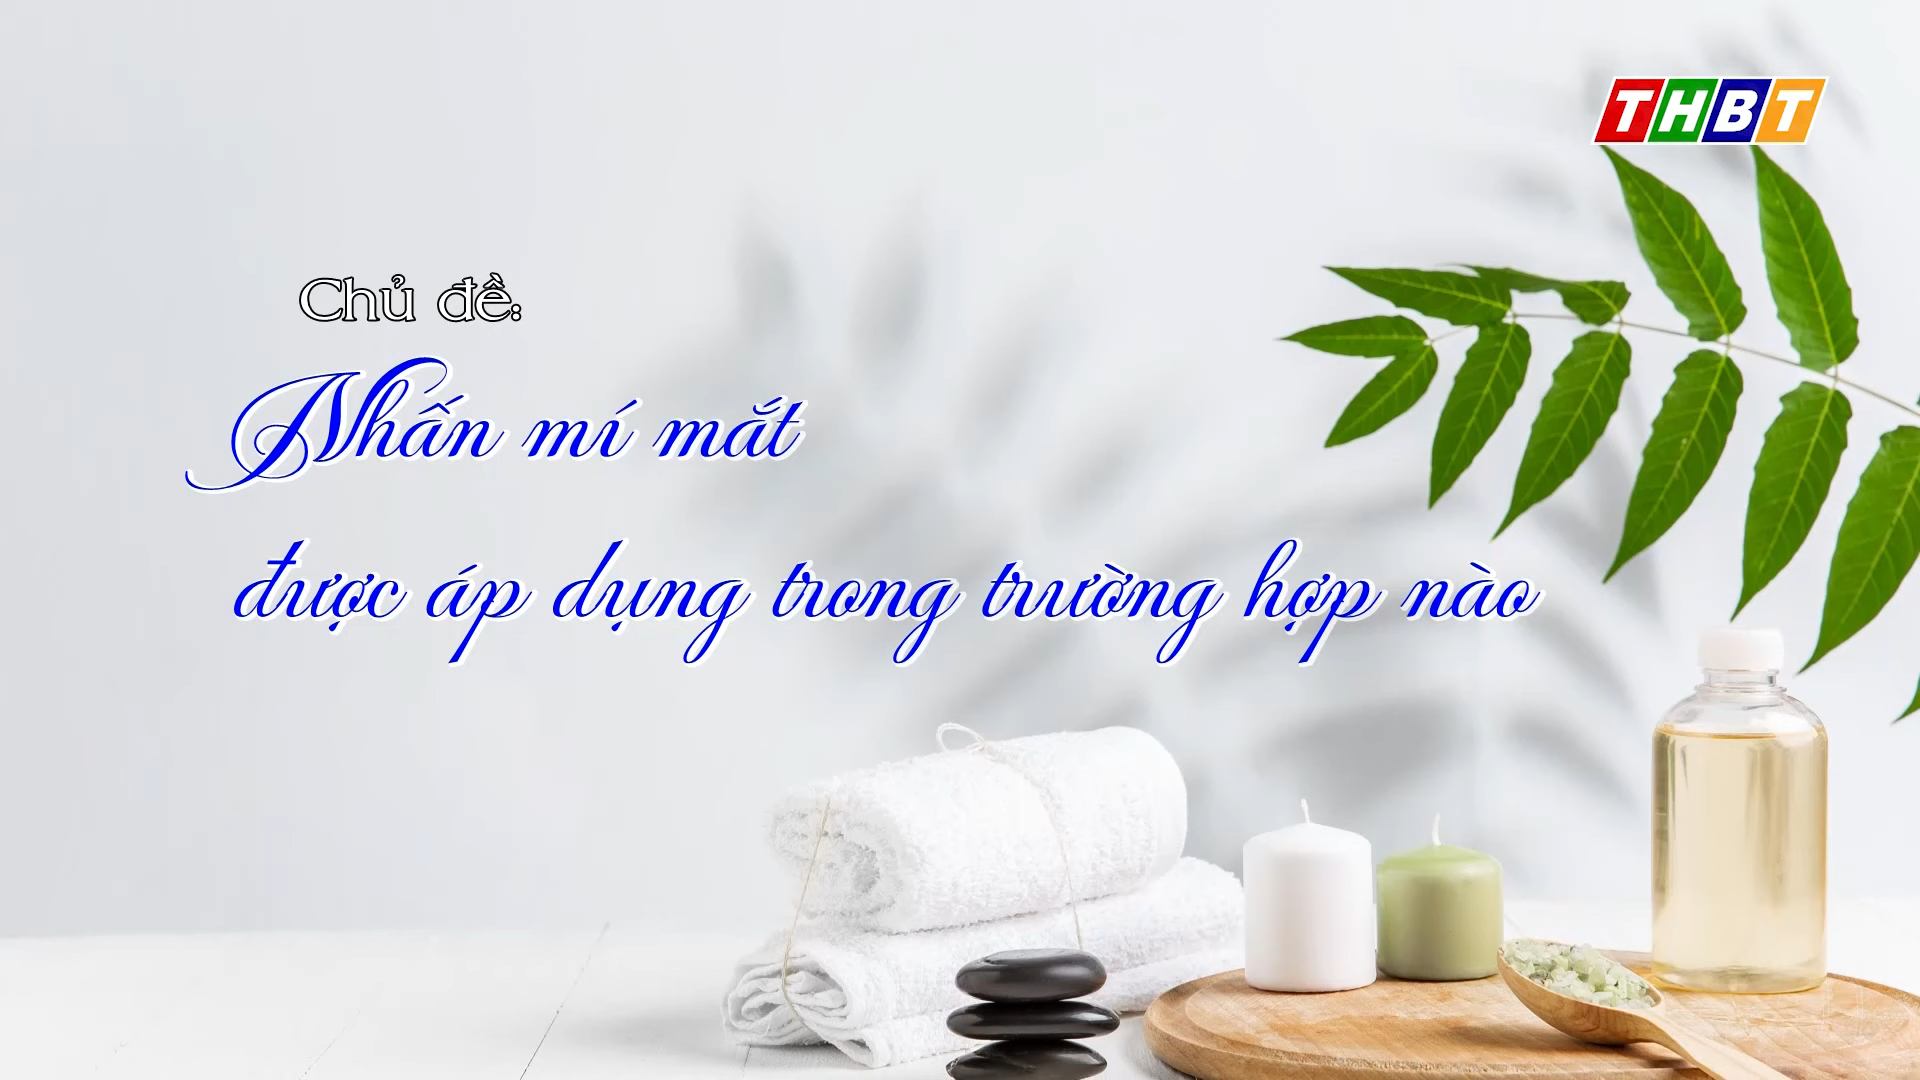 THBT
Chủ đề:
Nhấn mí mắt
được áp dụng trong trường hợp nào